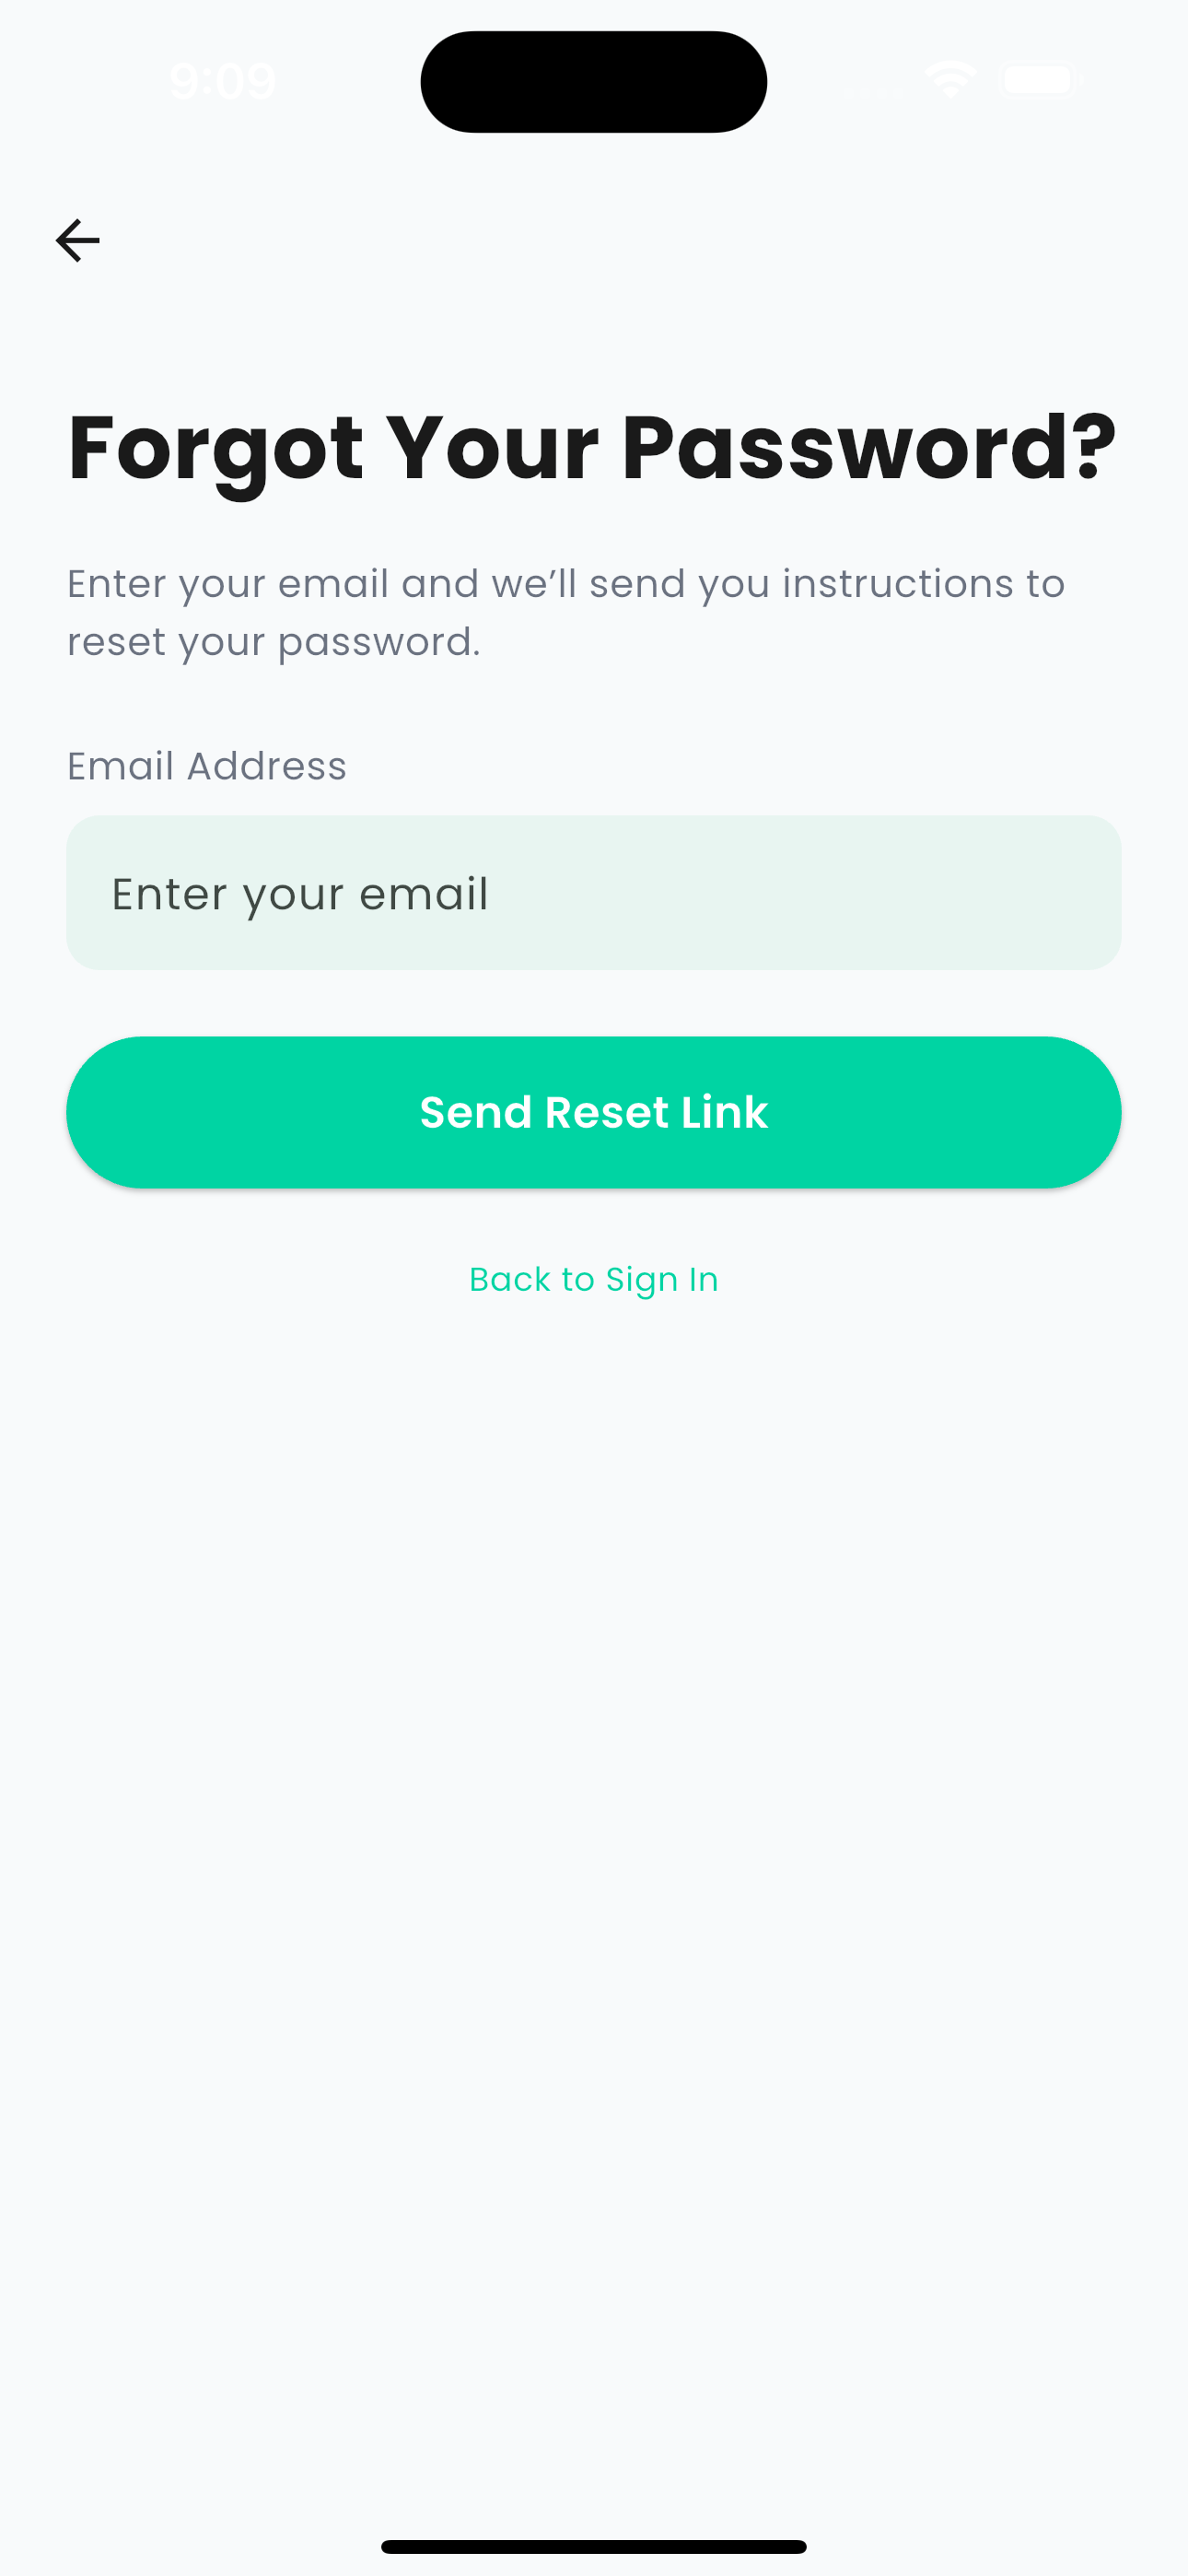 9:09
Forgot Your Password?
Enter your email and we’ll send you instructions to
reset your password.
Email Address
Enter your email
Send Reset Link
Back to Sign In